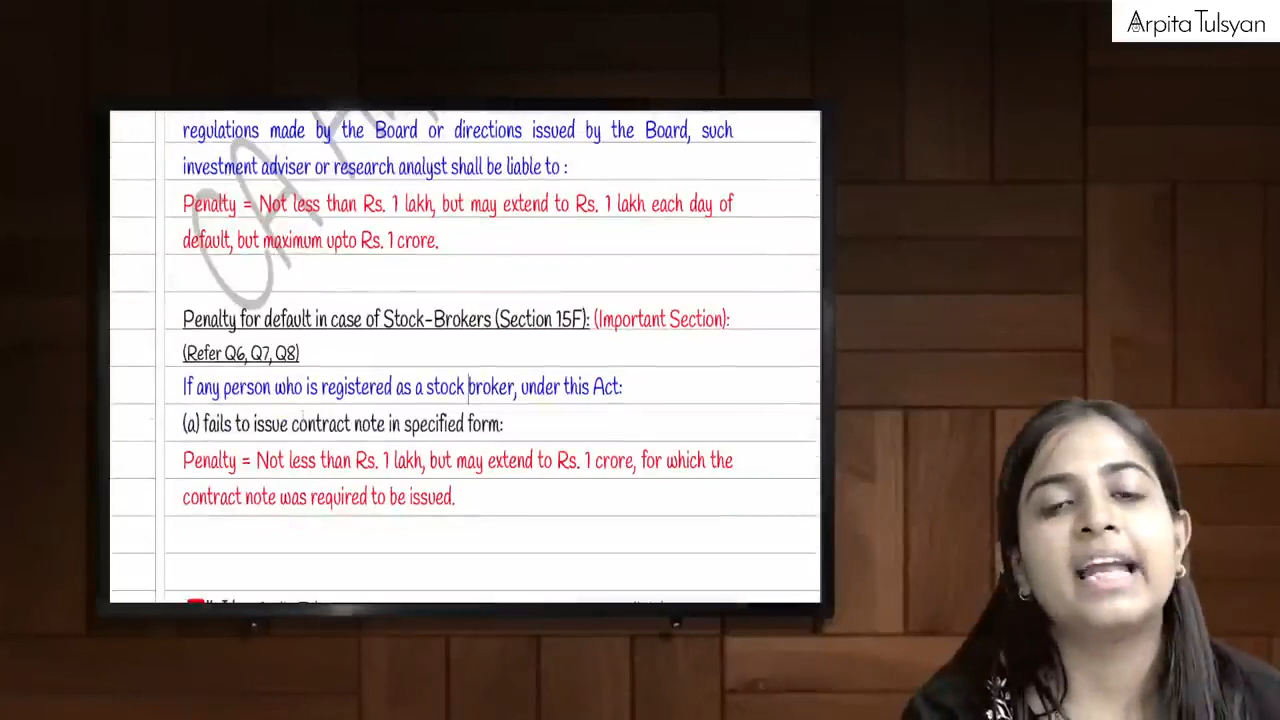 Arpita Tulsyan
regulations made by the Board or directions issued by the Board, such
investment adviser or research analyst shall be liable to :
Penalty = Not less than Rs. 1 lakh, but may extend to Rs. 1 lakh each day of
default, but maximum upto Rs. 1 crore.
Penalty for default in case of Stock-Brokers (Section 15F): (Important Section):
(Refer Q6, Q7, Q8)
If any person who is registered as a stock broker, under this Act:
(a) fails to issue contract note in specified form:
Penalty = Not less than Rs. 1 lakh, but may extend to Rs. 1 crore, for which the
contract note was required to be issued.